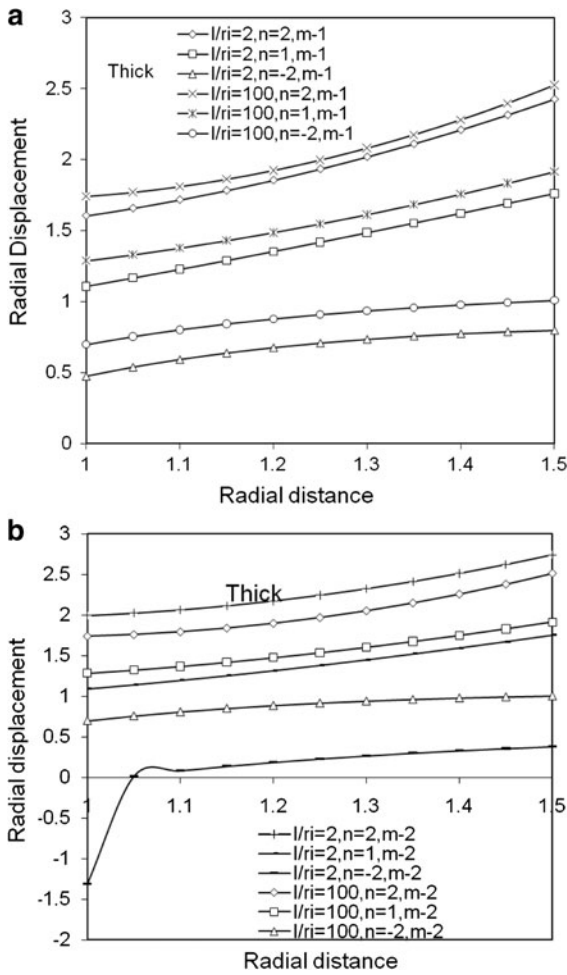 a
3
2.5
2
1.5
1
0.5
0
Radial Displacement
Thick
l/ri=2,n=2,m-1
l/ri=2,n=1,m-1
l/ri=2,n=-2,m-1
l/ri=100,n=2,m-1
l/ri=100,n=1,m-1
l/ri=100,n=-2,m-1
1 1.1 1.2 1.3 1.4 1.5
Radial distance
b
3
2.5
2
1.5
1
0.5
0
-0.5
-1
-1.5
-2
Radial displacement
Thick
1 1.1 1.2 1.3 1.4 1.5
l/ri=2,n=2,m-2
l/ri=2,n=1,m-2
l/ri=2,n=-2,m-2
l/ri=100,n=2,m-2
l/ri=100,n=1,m-2
l/ri=100,n=-2,m-2
Radial distance